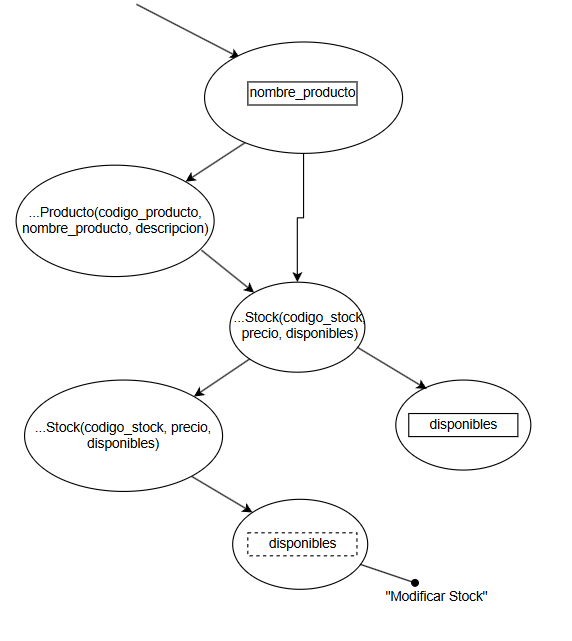 nombre_producto
...Producto(codigo_producto,
nombre_producto, descripcion)
...Stock(codigo_stock,
precio, disponibles)
disponibles
...Stock(codigo_stock, precio,
disponibles)
disponibles
"Modificar Stock"